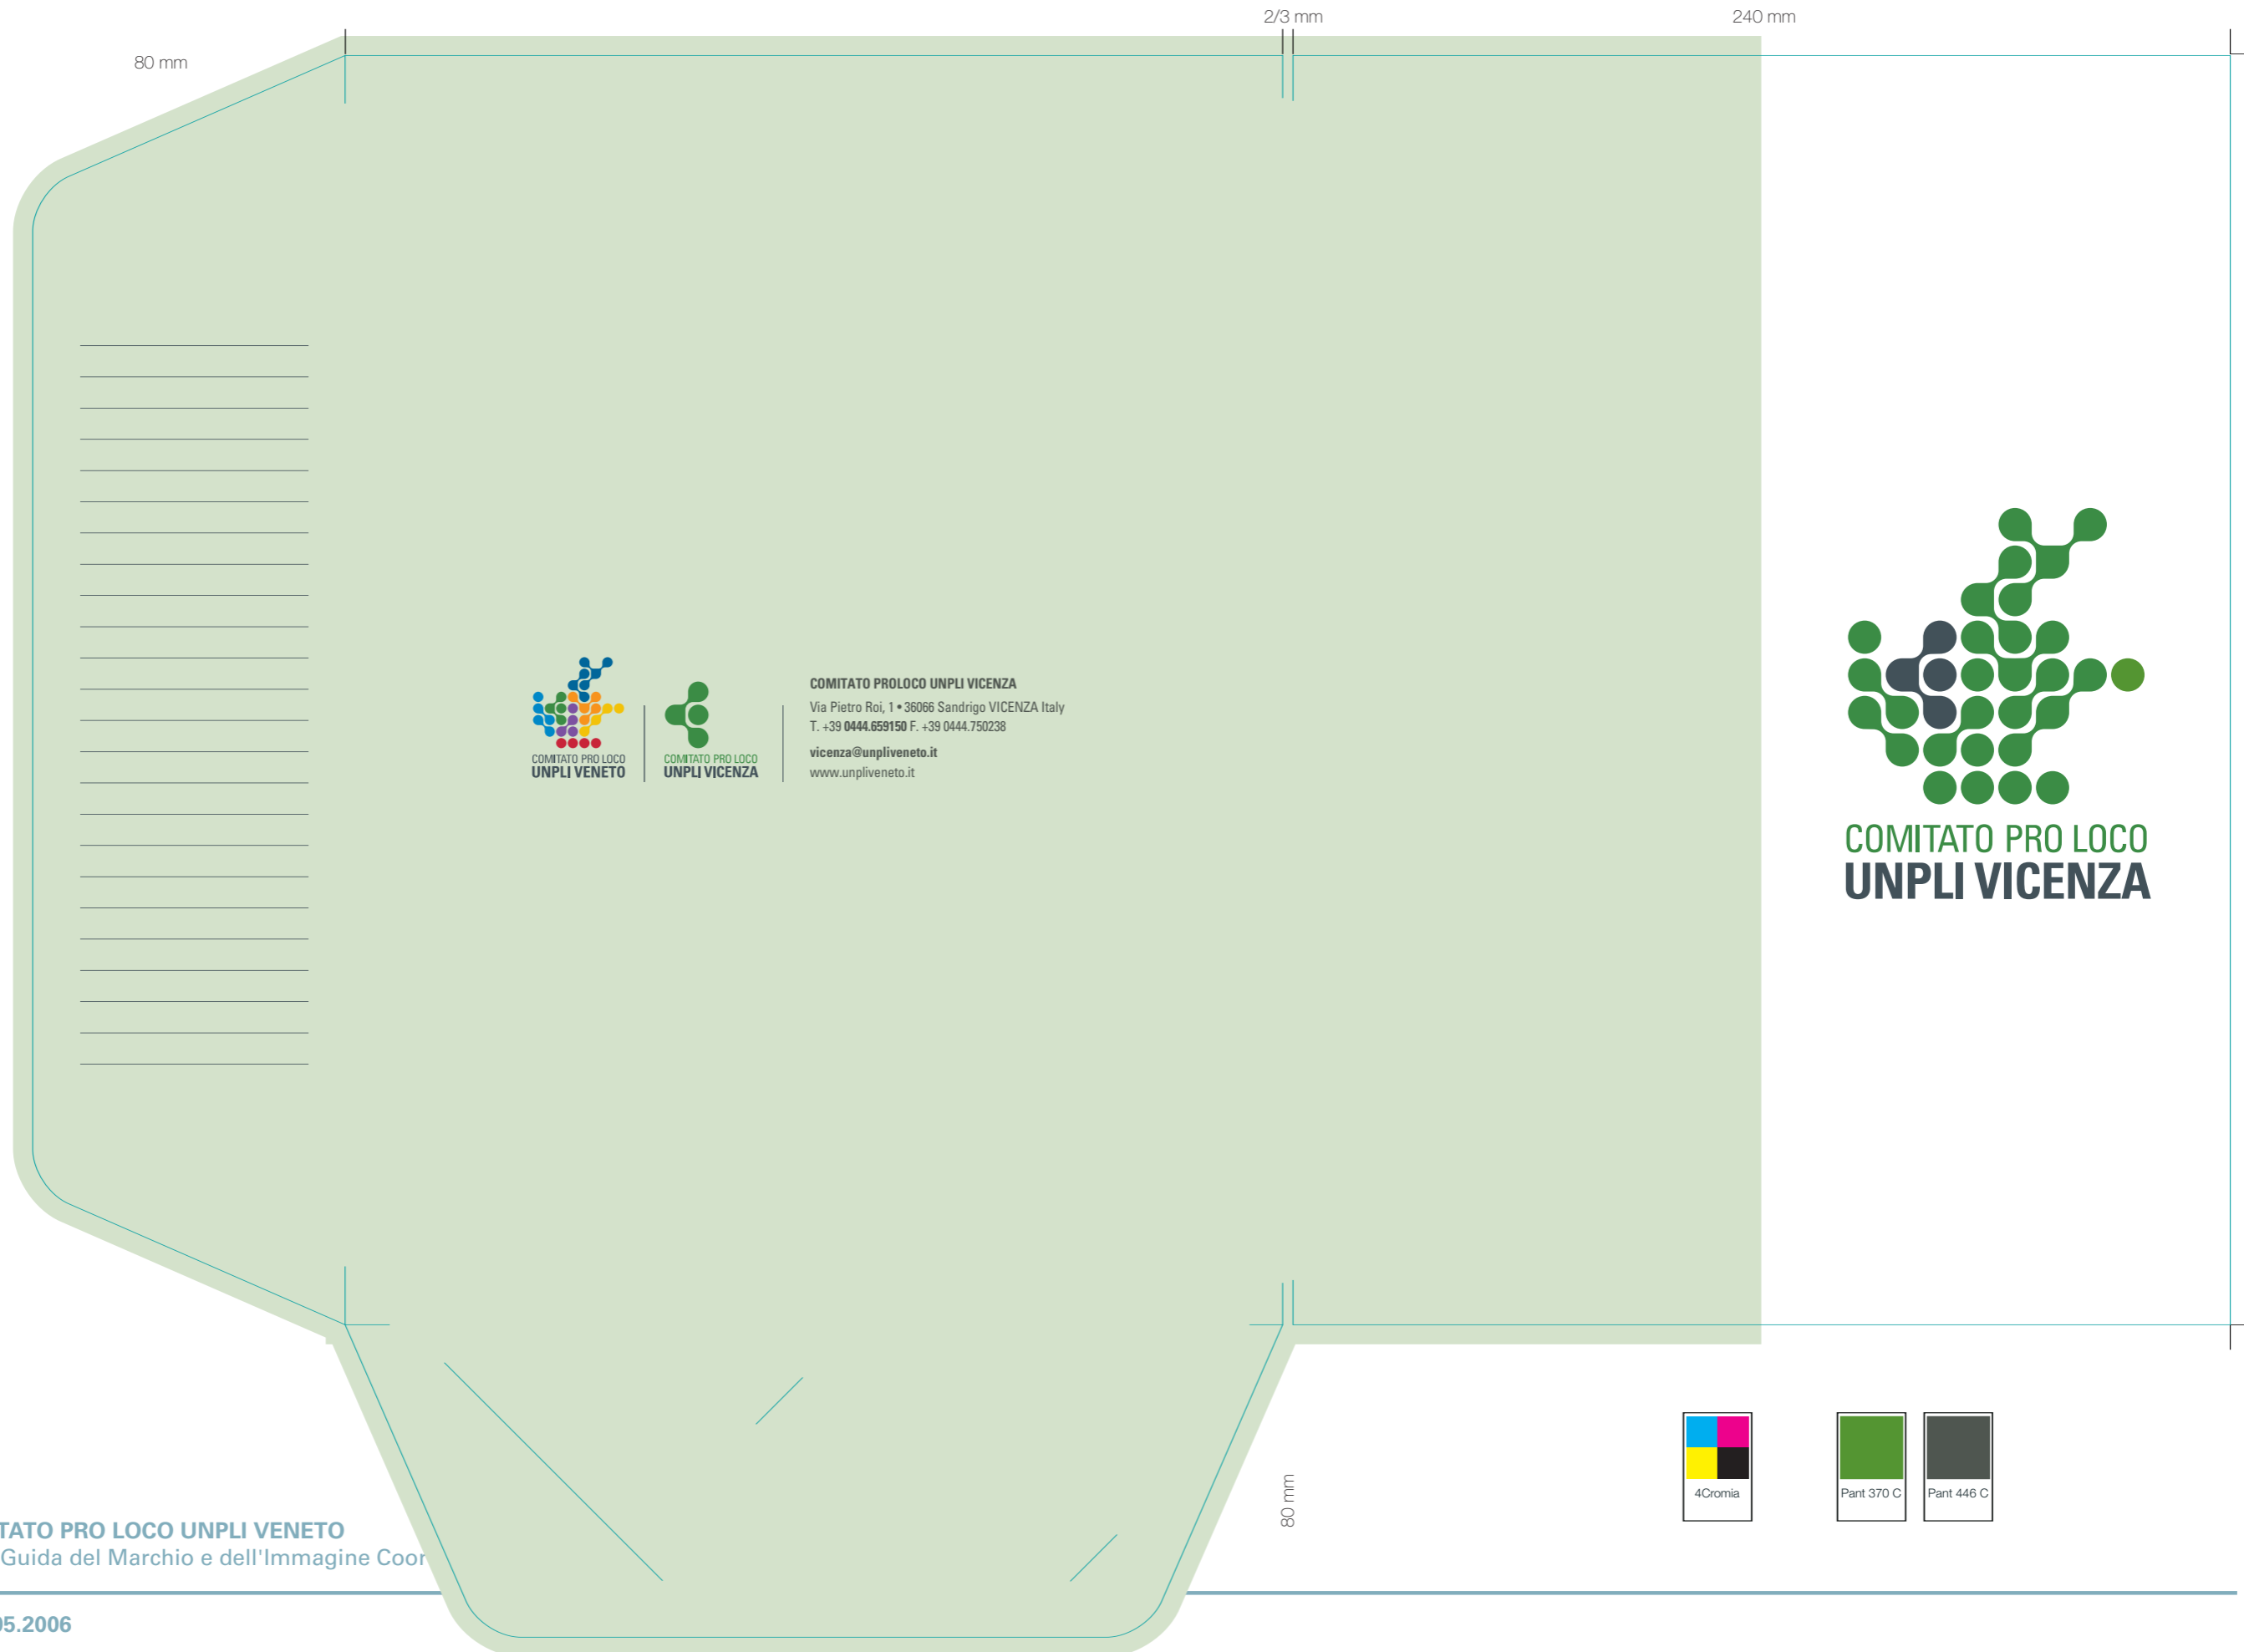 2/3 mm
240 mm
80 mm
COMITATO PRO LOCO
UNPLI VENETO
COMITATO PRO LOCO
UNPLI VICENZA
COMITATO PROLOCO UNPLI VICENZA
Via Pietro Roi, 1 • 36066 Sandrigo VICENZA Italy
T. +39 0444.659150 F. +39 0444.750238
vicenza@unpliveneto.it
www.unpliveneto.it
COMITATO PRO LOCO
UNPLI VICENZA
80 mm
4Cromia
Pant 370 C
Pant 446 C
TATO PRO LOCO UNPLI VENETO
Guida del Marchio e dell'Immagine Coor
05.2006